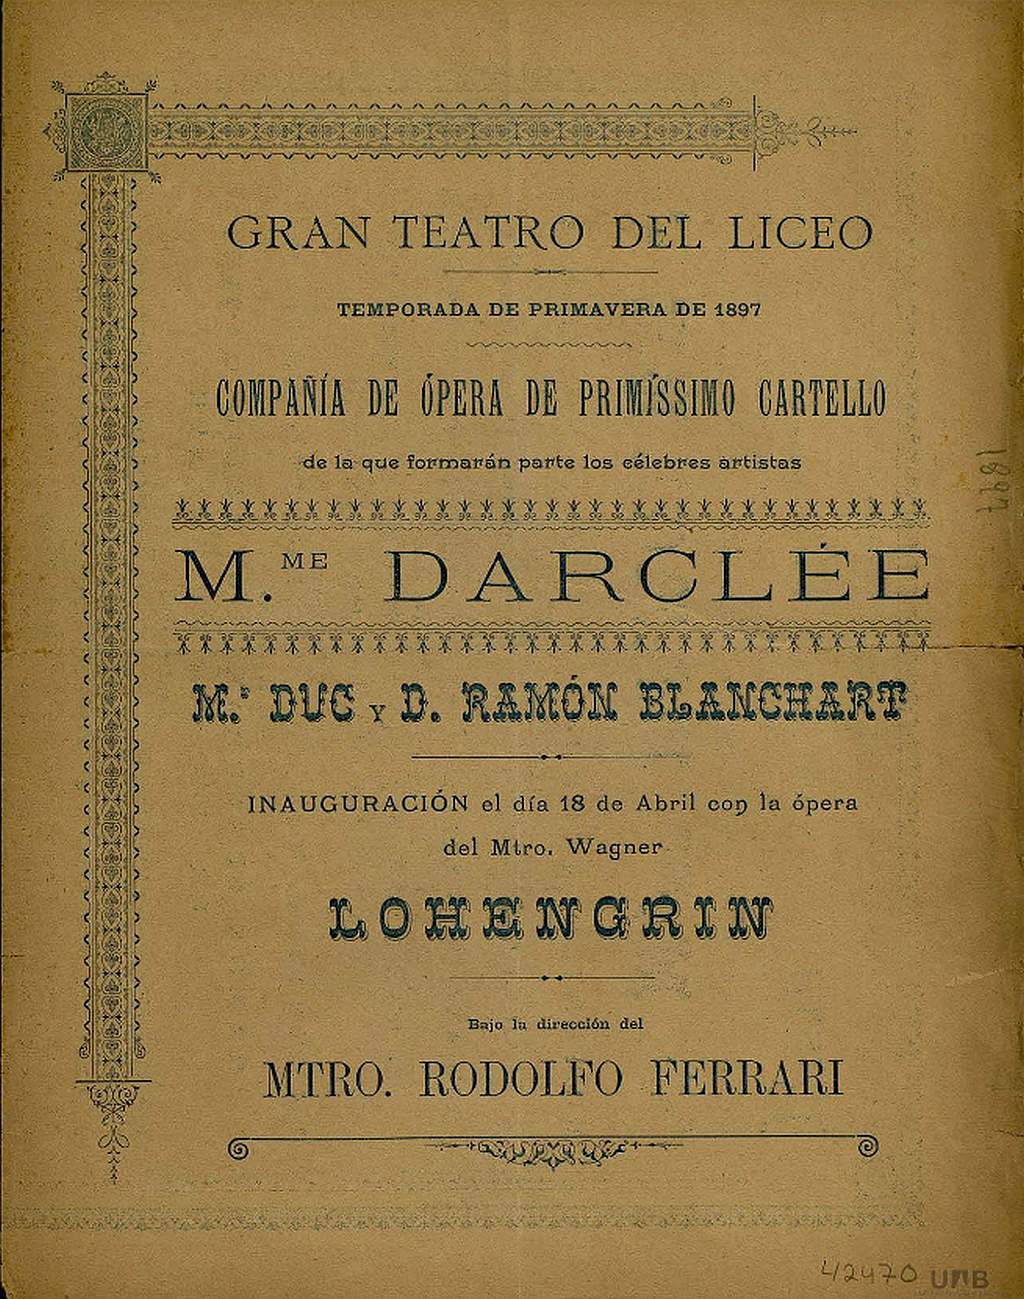 GRAN TEATRO DEL LICEO
TEMPORADA DE PRIMAVERA DE 1897
COMPAÑÍA DE ÓPERA DE PRIMÍSSIMO CARTELLO
de la que formarán parte los célebres artistas
M.ME DARCLÉE
M.r DUC Y D. RAMÓN BLANCHART
INAUGURACIÓN el día 18 de Abril con la ópera
del Mtro. Wagner
LOHENGRIN
Bajo la dirección del
MTRO. RODOLFO FERRARI
1897
42470
UAB